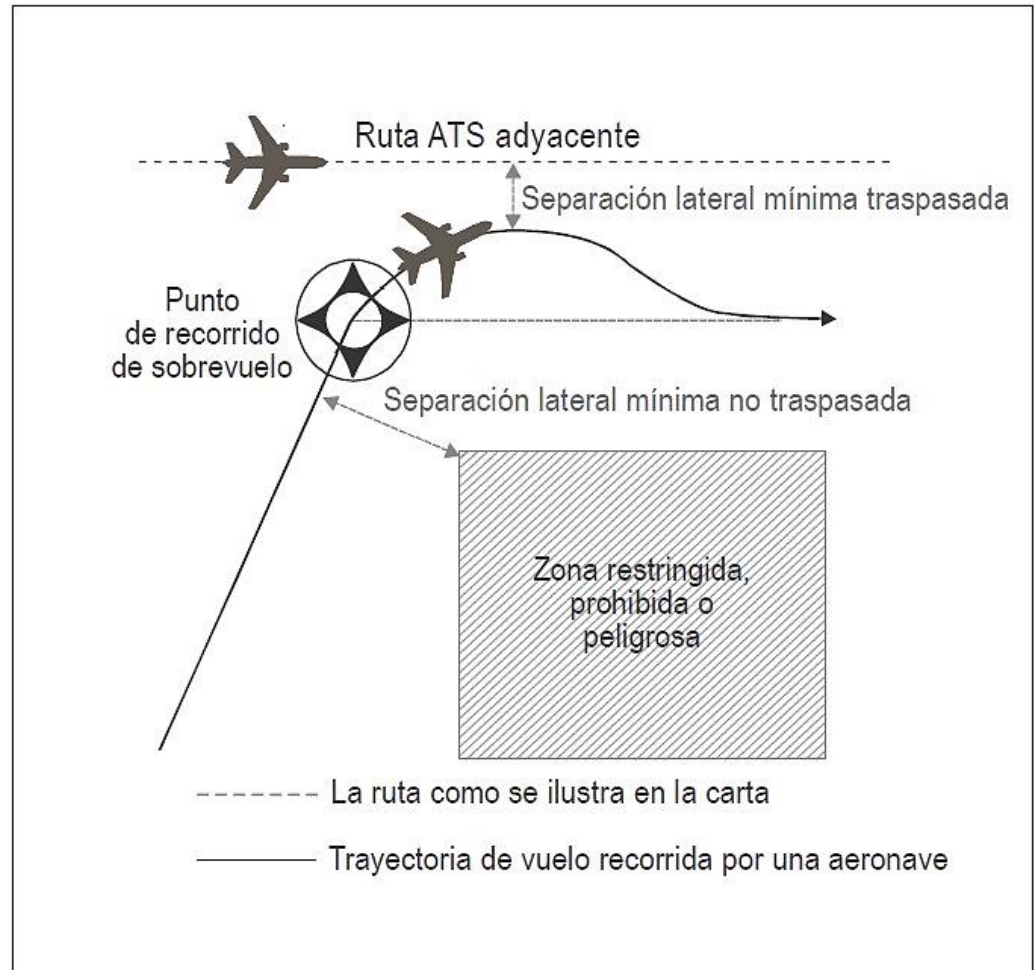 Ruta ATS adyacente
Separación lateral mínima traspasada
Punto
de recorrido
de sobrevuelo
Separación lateral mínima no traspasada
Zona restringida,
prohibida o
peligrosa
La ruta como se ilustra en la carta
Trayectoria de vuelo recorrida por una aeronave